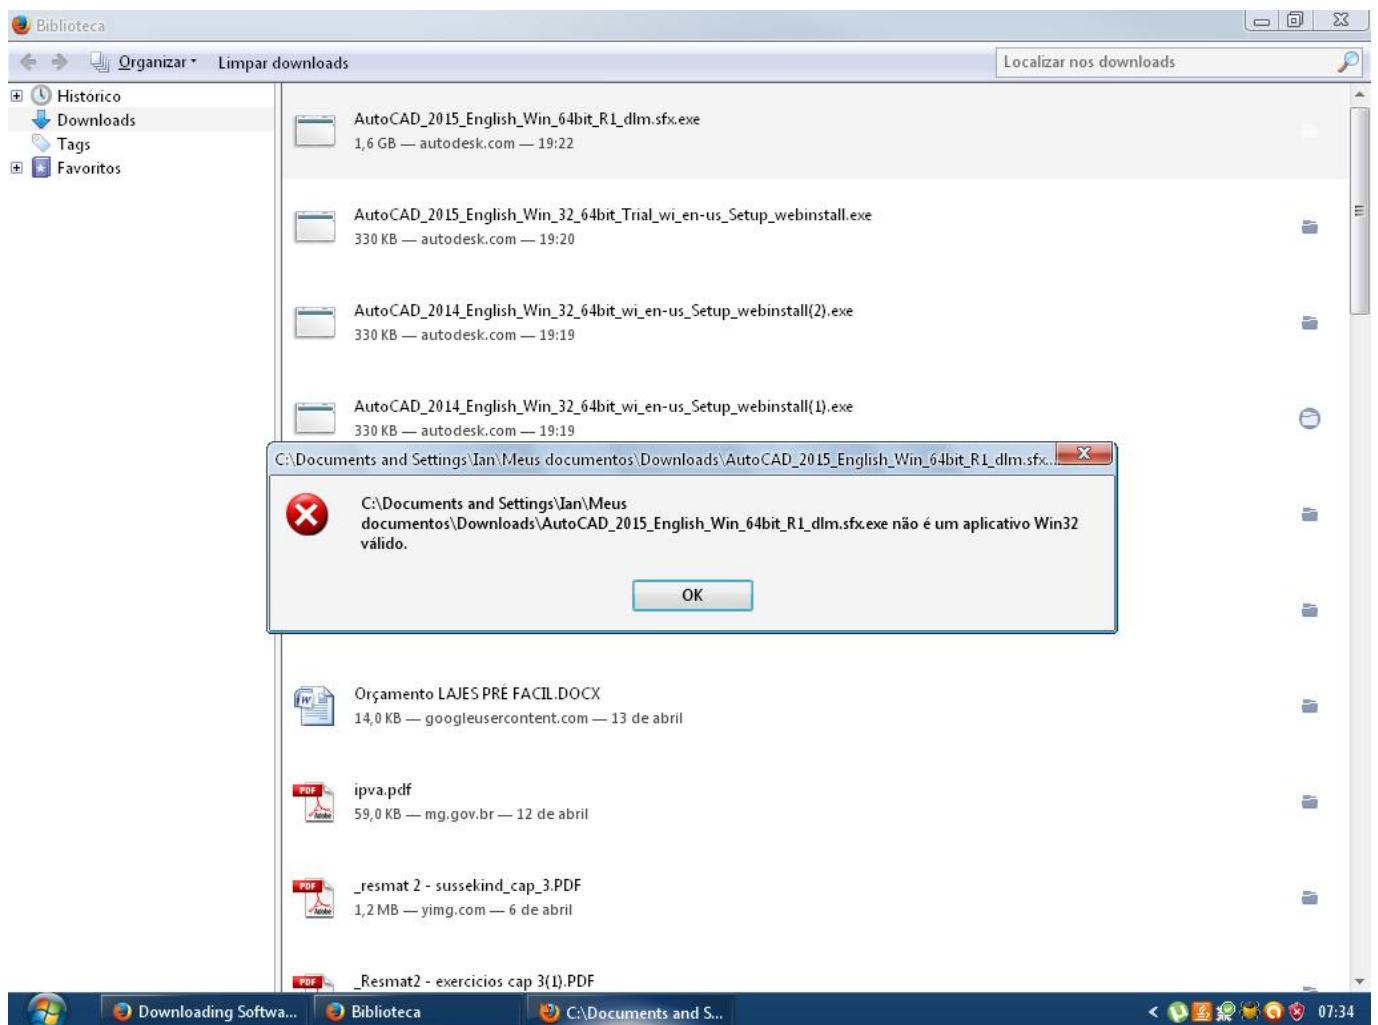 Biblioteca
Organizar
Limpar downloads
Localizar nos downloads
Histórico
Downloads
Tags
Favoritos
AutoCAD_2015_English_Win_64bit_R1_dlm.sfx.exe
1,6 GB — autodesk.com — 19:22
AutoCAD_2015_English_Win_32_64bit_Trial_wi_en-us_Setup_webinstall.exe
330 KB — autodesk.com — 19:20
AutoCAD_2014_English_Win_32_64bit_wi_en-us_Setup_webinstall(2).exe
330 KB — autodesk.com — 19:19
AutoCAD_2014_English_Win_32_64bit_wi_en-us_Setup_webinstall(1).exe
330 KB — autodesk.com — 19:19
C:\Documents and Settings\Ian\Meus documentos\Downloads\AutoCAD_2015_English_Win_64bit_R1_dlm.sfx...
C:\Documents and Settings\Ian\Meus
documentos\Downloads\AutoCAD_2015_English_Win_64bit_R1_dlm.sfx.exe não é um aplicativo Win32
válido.
OK
Orçamento LAJES PRÉ FACIL.DOCX
14,0 KB — googleusercontent.com — 13 de abril
PDF
ipva.pdf
Adobe
59,0 KB — mg.gov.br — 12 de abril
PDF
_resmat 2 - sussekind_cap_3.PDF
Adobe
1,2 MB — yimg.com — 6 de abril
PDF
_Resmat2 - exercicios cap 3(1).PDF
Downloading Softwa...
Biblioteca
C:\Documents and S...
07:34